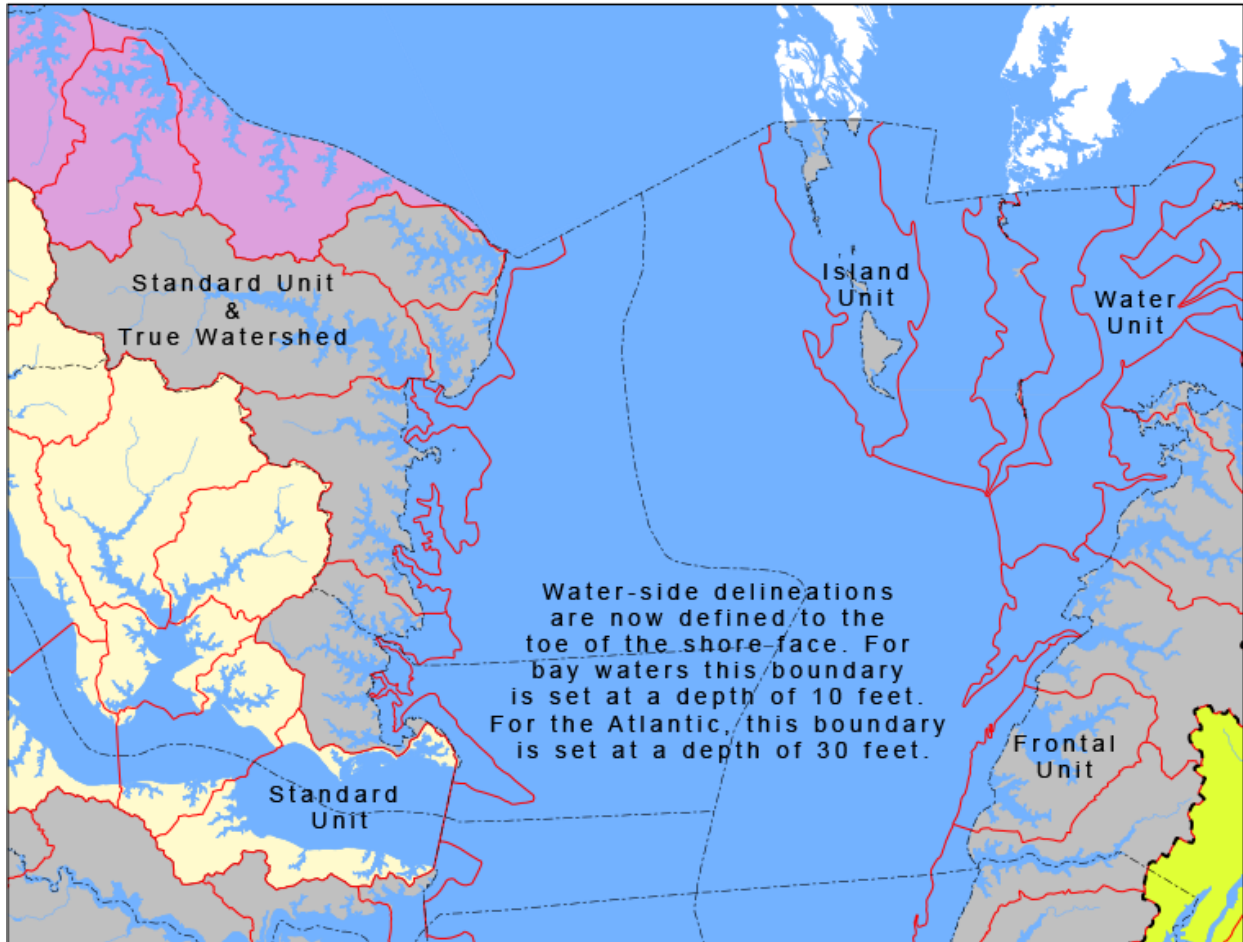 Standard Unit
&
True Watershed
Island
Unit
Water
Unit
Water-side delineations
are now defined to the
toe of the shore face. For
bay waters this boundary
is set at a depth of 10 feet.
For the Atlantic, this boundary
is set at a depth of 30 feet.
Frontal
Unit
Standard
Unit